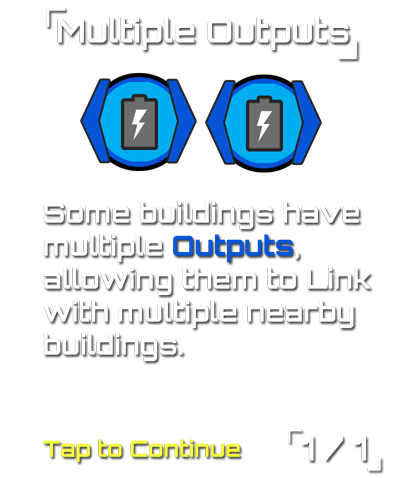 Multiple Outputs
Some buildings have
multiple Outputs,
allowing them to Link
with multiple nearby
buildings.
Tap to Continue
1 / 1